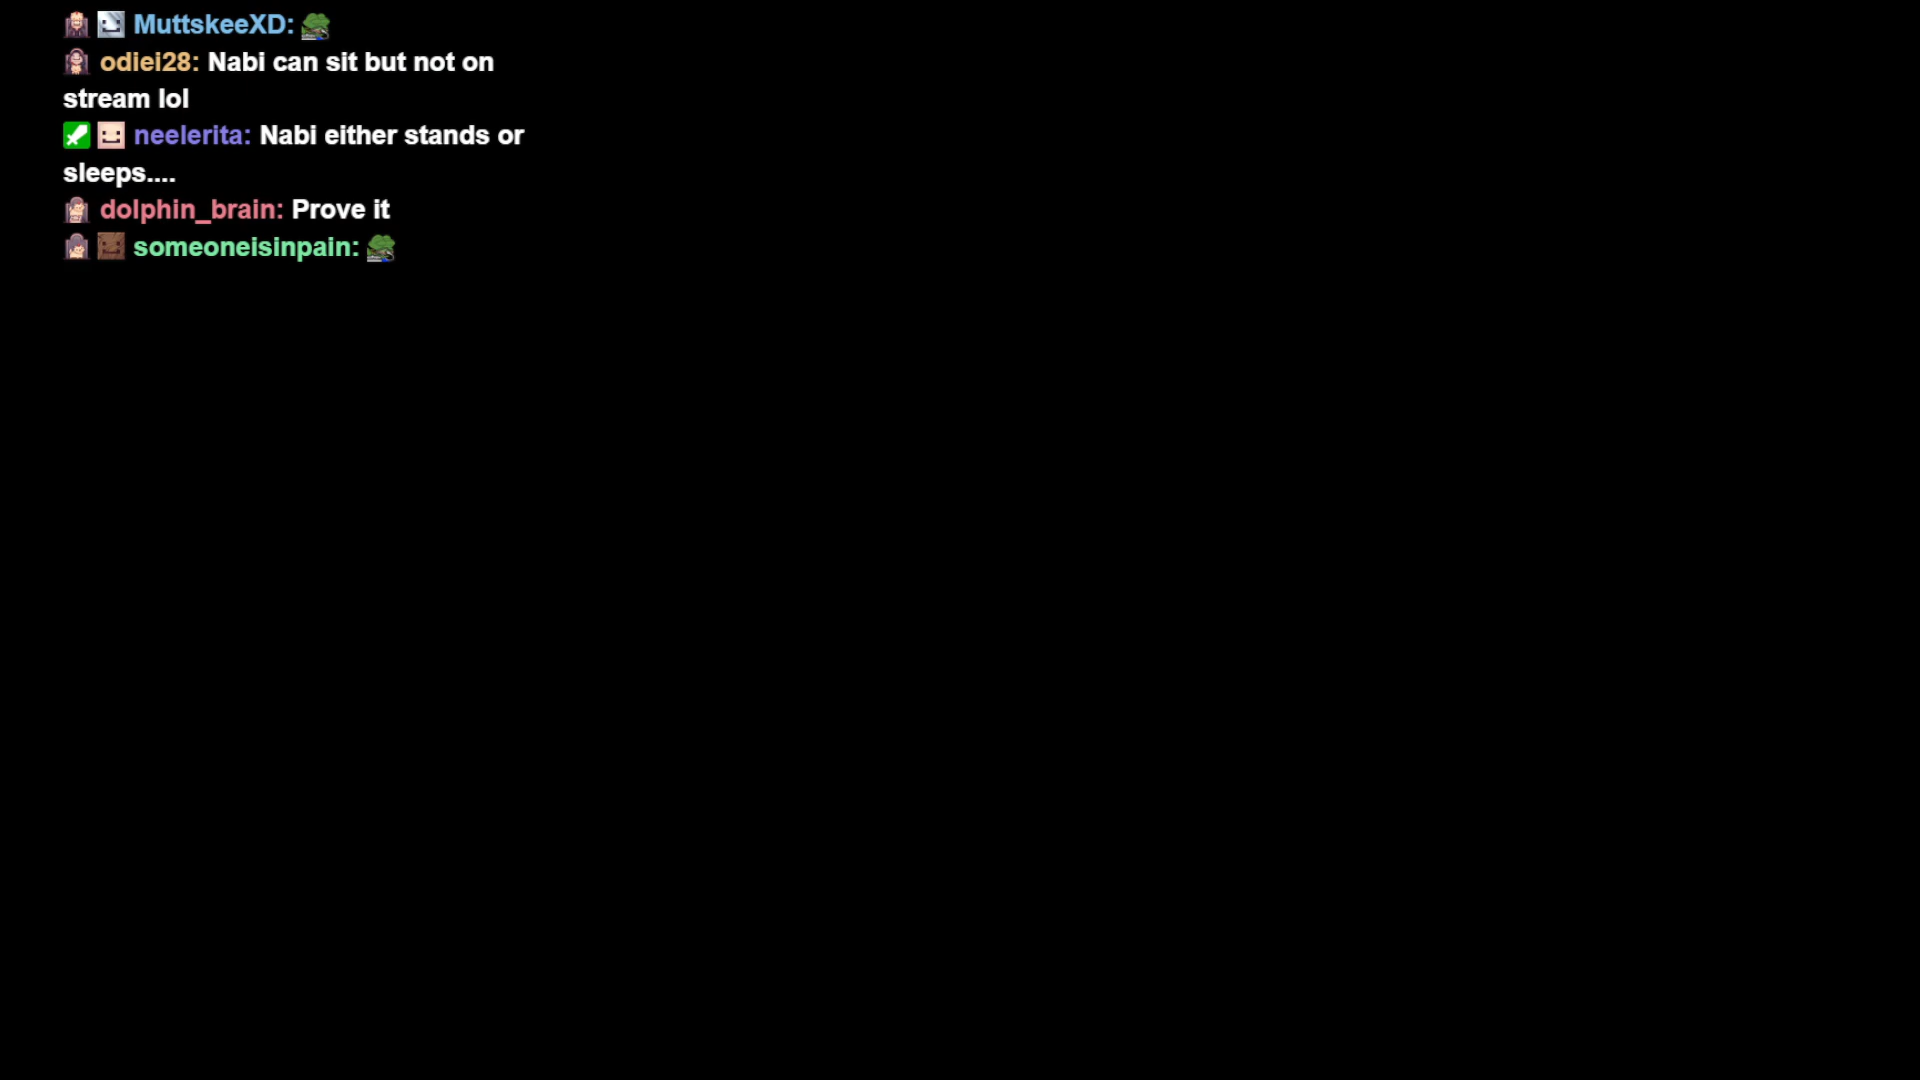 MuttskeeXD:
odiei28: Nabi can sit but not on
stream lol
neelerita: Nabi either stands or
sleeps....
dolphin_brain: Prove it
someoneisinpain: